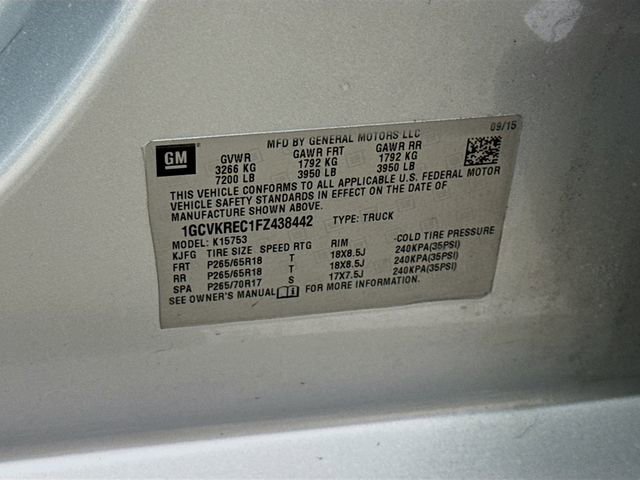 MFD BY GENERAL MOTORS LLC 09/15
GM GVWR GAWR FRT GAWR RR
3266 KG 1792 KG 1792 KG
7200 LB 3950 LB 3950 LB
THIS VEHICLE CONFORMS TO ALL APPLICABLE U.S. FEDERAL MOTOR
VEHICLE SAFETY STANDARDS IN EFFECT ON THE DATE OF
MANUFACTURE SHOWN ABOVE.
1GCVKREC1FZ438442 TYPE: TRUCK
MODEL: K15753
KJFG TIRE SIZE SPEED RTG RIM COLD TIRE PRESSURE
FRT P265/65R18 T 18X8.5J 240KPA(35PSI)
RR P265/65R18 T 18X8.5J 240KPA(35PSI)
SPA P265/70R17 S 17X7.5J 240KPA(35PSI)
SEE OWNER'S MANUAL FOR MORE INFORMATION.